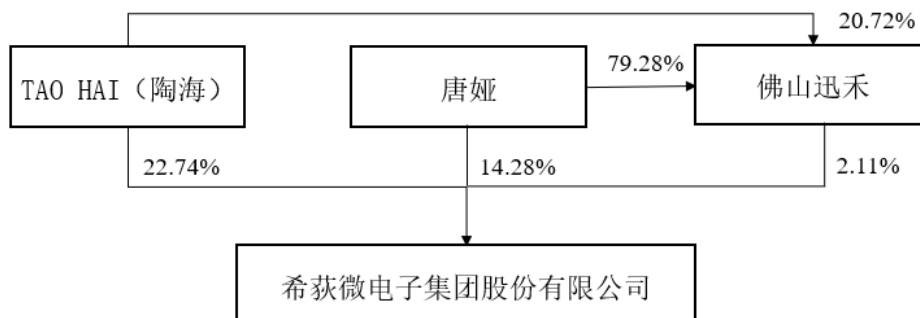 20.72%
TAO HAI（陶海）
唐娅
79.28%
佛山迅禾
22.74%
14.28%
2.11%
希荻微电子集团股份有限公司